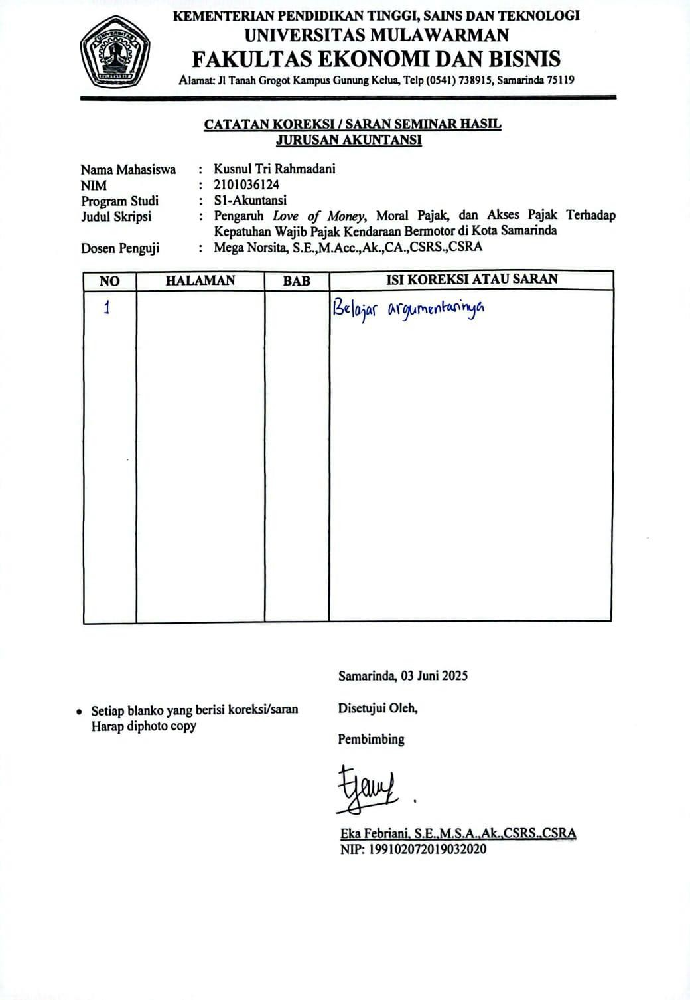 KEMENTERIAN PENDIDIKAN TINGGI, SAINS DAN TEKNOLOGI
UNIVERSITAS MULAWARMAN
FAKULTAS EKONOMI DAN BISNIS
Alamat: Jl Tanah Grogot Kampus Gunung Kelua, Telp (0541) 738915, Samarinda 75119
CATATAN KOREKSI / SARAN SEMINAR HASIL
JURUSAN AKUNTANSI
Nama Mahasiswa : Kusnul Tri Rahmadani
NIM : 2101036124
Program Studi : S1-Akuntansi
Judul Skripsi : Pengaruh Love of Money, Moral Pajak, dan Akses Pajak Terhadap
Kepatuhan Wajib Pajak Kendaraan Bermotor di Kota Samarinda
Dosen Penguji : Mega Norsita, S.E.,M.Acc.,Ak.,CA.,CSRS.,CSRA
NO HALAMAN BAB ISI KOREKSI ATAU SARAN
1 Belajar argumentasinya
Samarinda, 03 Juni 2025
• Setiap blanko yang berisi koreksi/saran
Harap diphoto copy
Disetujui Oleh,
Pembimbing
Eka Febriani, S.E.,M.S.A.,Ak.,CSRS.,CSRA
NIP: 199102072019032020